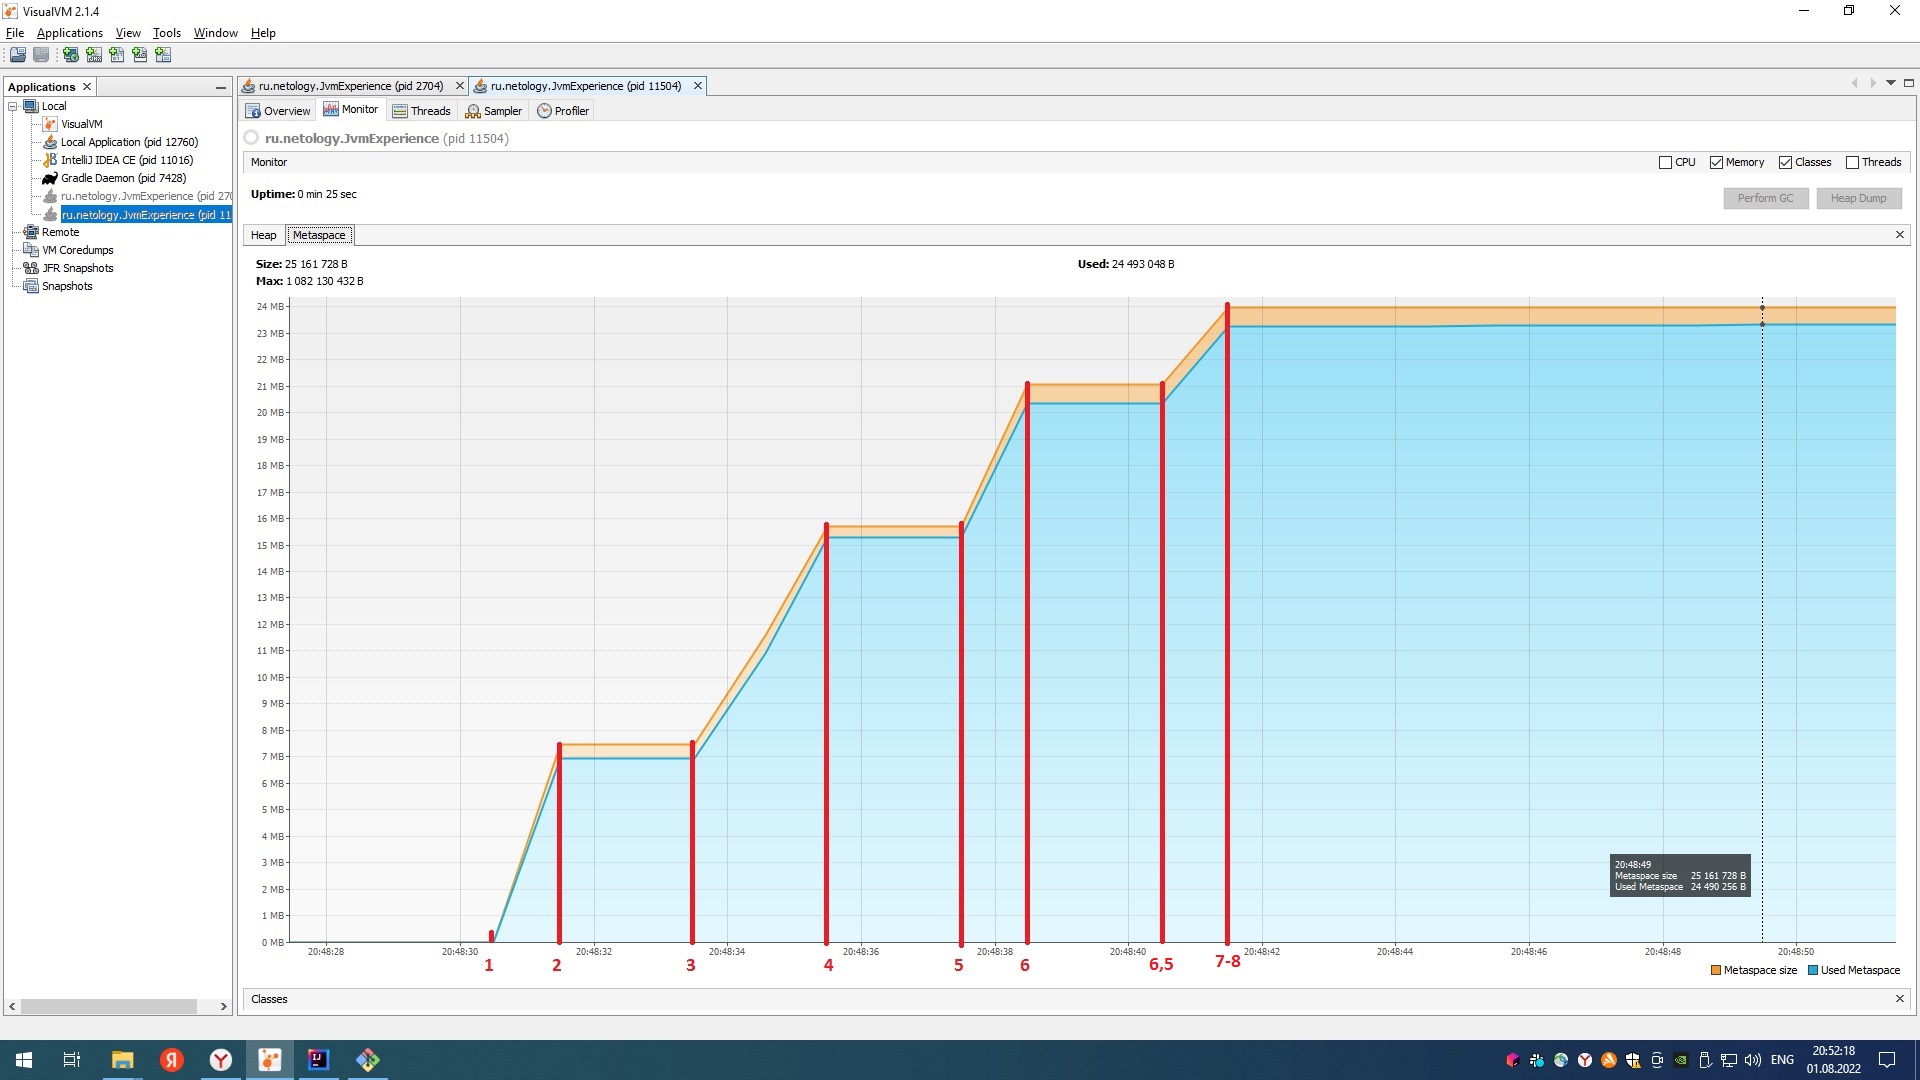 VisualVM 2.1.4
File Applications View Tools Window Help
Applications
Local
VisualVM
Local Application (pid 12760)
IntelliJ IDEA CE (pid 11016)
Gradle Daemon (pid 7428)
ru.netology.JvmExperience (pid 270
ru.netology.JvmExperience (pid 11
Remote
VM Coredumps
JFR Snapshots
Snapshots
ru.netology.JvmExperience (pid 2704) ru.netology.JvmExperience (pid 11504)
Overview Monitor Threads Sampler Profiler
ru.netology.JvmExperience (pid 11504)
Monitor CPU Memory Classes Threads
Uptime: 0 min 25 sec
Perform GC Heap Dump
Heap Metaspace
Size: 25 161 728 B Used: 24 493 048 B
Max: 1 082 130 432 B
24 MB
23 MB
22 MB
21 MB
20 MB
19 MB
18 MB
17 MB
16 MB
15 MB
14 MB
13 MB
12 MB
11 MB
10 MB
9 MB
8 MB
7 MB
6 MB
5 MB
4 MB
3 MB
2 MB
1 MB
0 MB
20:48:49
Metaspace size 25 161 728 B
Used Metaspace 24 490 256 B
20:48:28 20:48:30 20:48:32 20:48:34 20:48:36 20:48:38 20:48:40 20:48:42 20:48:44 20:48:46 20:48:48 20:48:50
1 2 3 4 5 6 6,5 7-8
Metaspace size Used Metaspace
Classes
ENG
20:52:18
01.08.2022